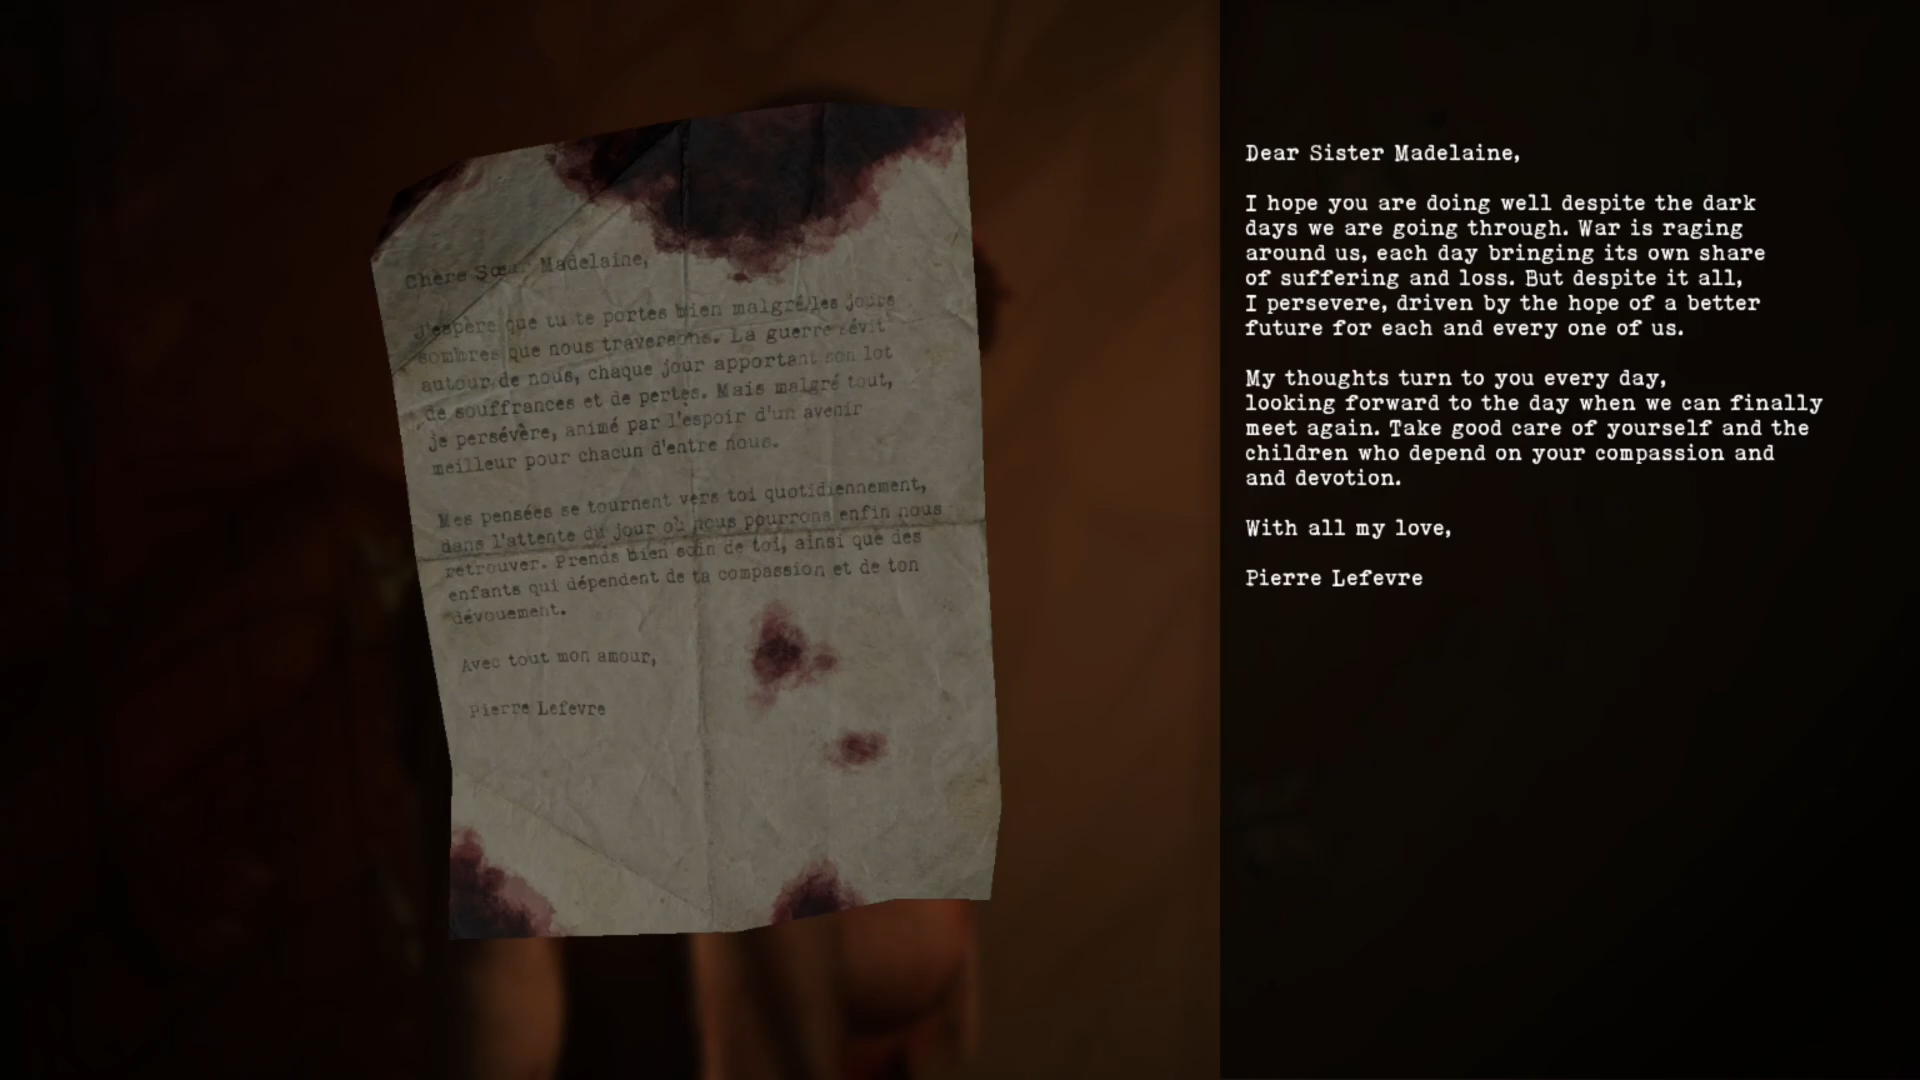 Chère Sœur Madelaine,
J'espère que tu te portes bien malgré les jours
sombres que nous traversons. La guerre sévit
autour de nous, chaque jour apportant son lot
de souffrances et de pertes. Mais malgré tout,
je persévère, animé par l'espoir d'un avenir
meilleur pour chacun d'entre nous.
Mes pensées se tournent vers toi quotidiennement,
dans l'attente du jour où nous pourrons enfin nous
retrouver. Prends bien soin de toi, ainsi que des
enfants qui dépendent de ta compassion et de ton
dévouement.
Avec tout mon amour,
Pierre Lefevre
Dear Sister Madelaine,
I hope you are doing well despite the dark
days we are going through. War is raging
around us, each day bringing its own share
of suffering and loss. But despite it all,
I persevere, driven by the hope of a better
future for each and every one of us.
My thoughts turn to you every day,
looking forward to the day when we can finally
meet again. Take good care of yourself and the
children who depend on your compassion and
and devotion.
With all my love,
Pierre Lefevre